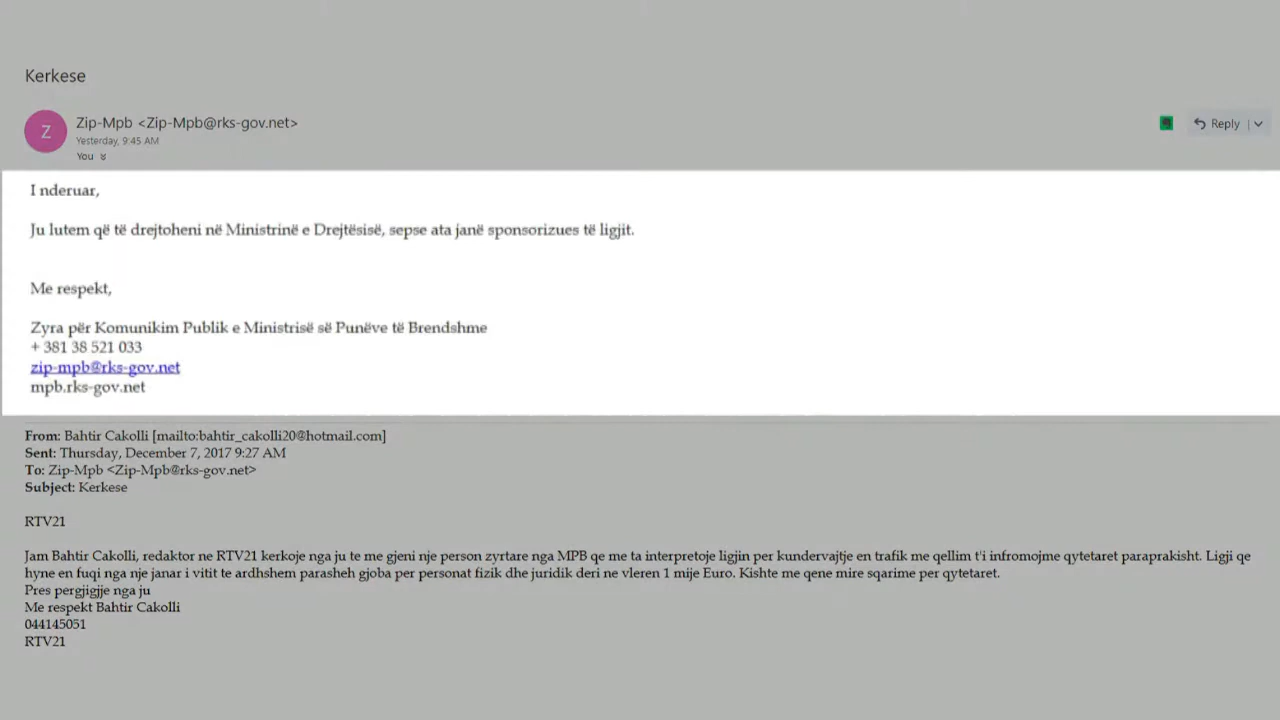 Kerkese
Z
Zip-Mpb <Zip-Mpb@rks-gov.net>
Yesterday, 9:45 AM
You
Reply
I nderuar,
Ju lutem që të drejtoheni në Ministrinë e Drejtësisë, sepse ata janë sponsorizues të ligjit.
Me respekt,
Zyra për Komunikim Publik e Ministrisë së Punëve të Brendshme
+ 381 38 521 033
zip-mpb@rks-gov.net
mpb.rks-gov.net
From: Bahtir Cakolli [mailto:bahtir_cakolli20@hotmail.com]
Sent: Thursday, December 7, 2017 9:27 AM
To: Zip-Mpb <Zip-Mpb@rks-gov.net>
Subject: Kerkese
RTV21
Jam Bahtir Cakolli, redaktor ne RTV21 kerkoje nga ju te me gjeni nje person zyrtare nga MPB qe me ta interpretoje ligjin per kundervajtje en trafik me qellim t'i infromojme qytetaret paraprakisht. Ligji qe
hyne en fuqi nga nje janar i vitit te ardhshem parasheh gjoba per personat fizik dhe juridik deri ne vleren 1 mije Euro. Kishte me qene mire sqarime per qytetaret.
Pres pergjigjje nga ju
Me respekt Bahtir Cakolli
044145051
RTV21